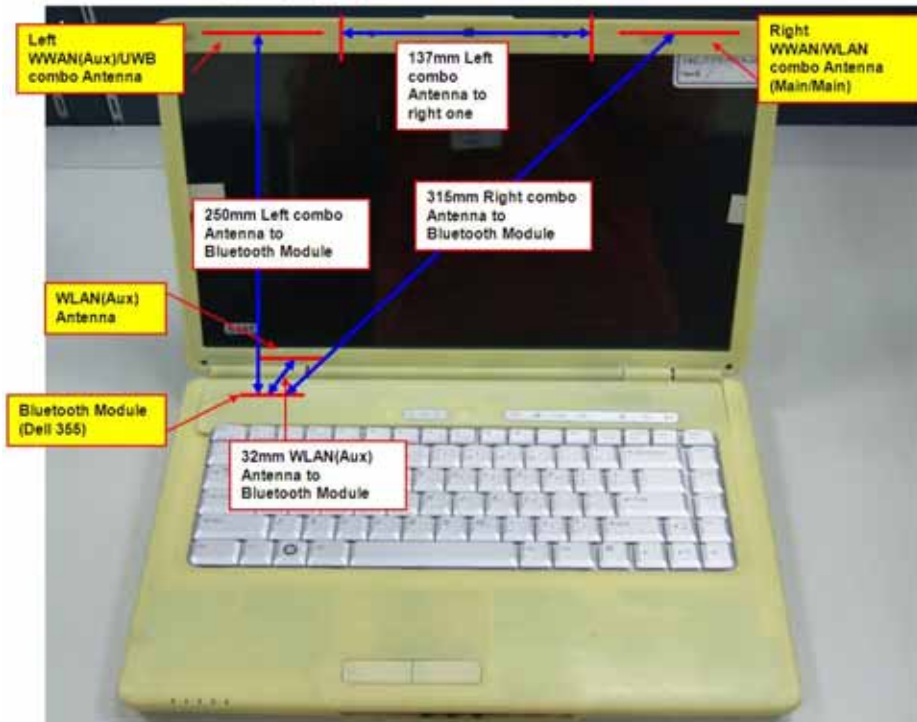 Left
WWAN(Aux)/UWB
combo Antenna
137mm Left
combo
Antenna to
right one
Right
WWAN/WLAN
combo Antenna
(Main/Main)
250mm Left combo
Antenna to
Bluetooth Module
315mm Right combo
Antenna to
Bluetooth Module
WLAN(Aux)
Antenna
Bluetooth Module
(Dell 355)
32mm WLAN(Aux)
Antenna to
Bluetooth Module